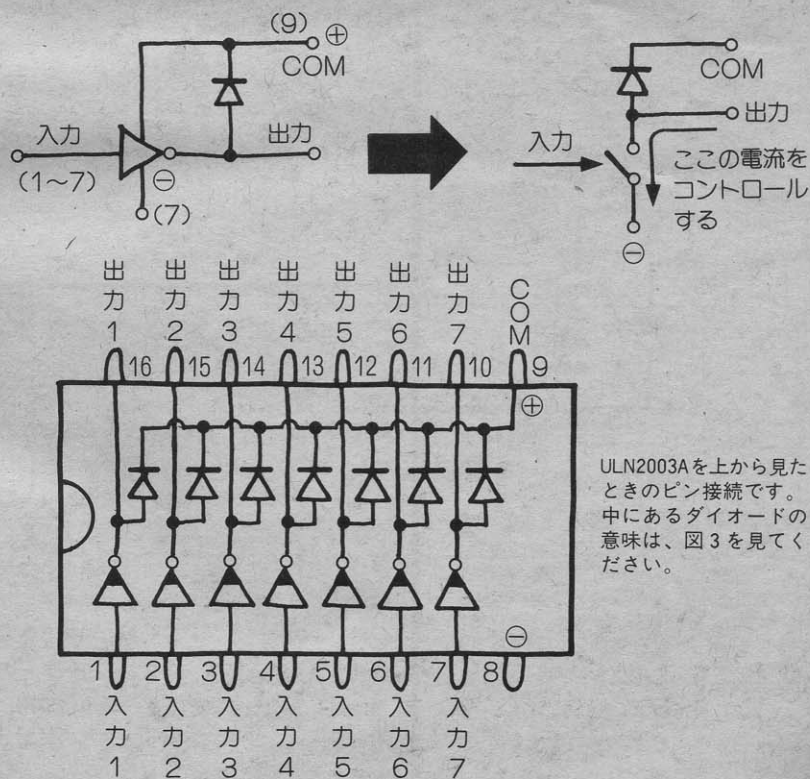 (9) ⊕
COM
入力
(1〜7)
出力
⊖
(7)
COM
出力
入力
ここの電流を
コントロール
する
⊖
出力1 出力2 出力3 出力4 出力5 出力6 出力7 COM
16 15 14 13 12 11 10 9
⊕
ULN2003Aを上から見た
ときのピン接続です。
中にあるダイオードの
意味は、図3を見てく
ださい。
⊖
1 2 3 4 5 6 7 8
入力1 入力2 入力3 入力4 入力5 入力6 入力7